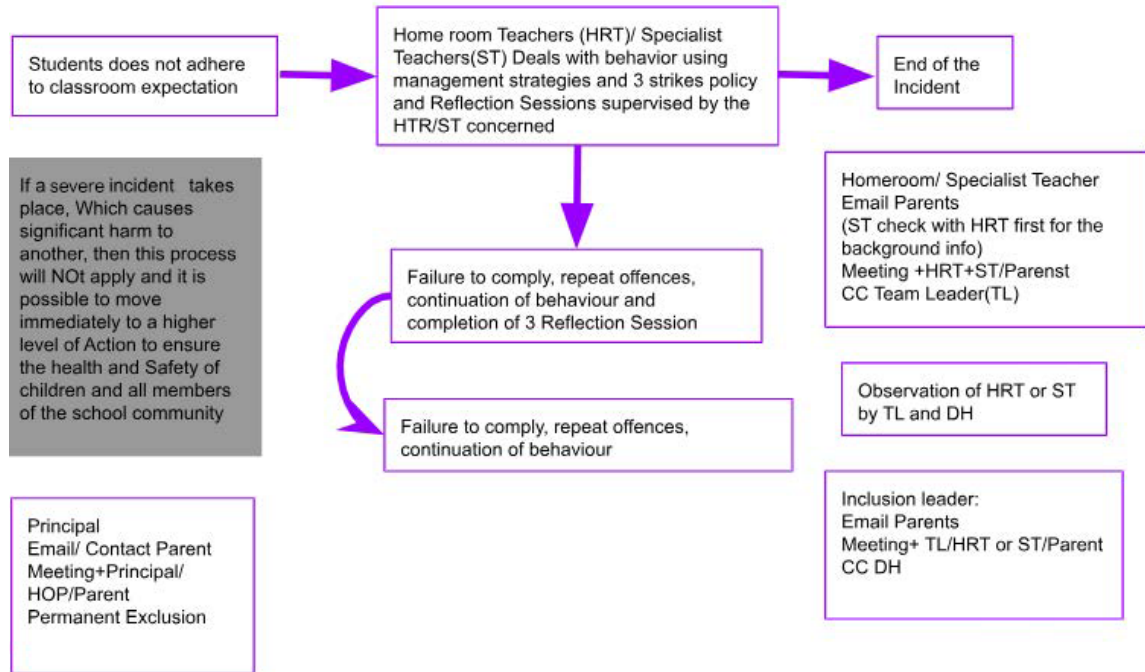 Students does not adhere
to classroom expectation
Home room Teachers (HRT)/ Specialist
Teachers(ST) Deals with behavior using
management strategies and 3 strikes policy
and Reflection Sessions supervised by the
HTR/ST concerned
End of the
Incident
If a severe incident takes
place, Which causes
significant harm to
another, then this process
will NOt apply and it is
possible to move
immediately to a higher
level of Action to ensure
the health and Safety of
children and all members
of the school community
Failure to comply, repeat offences,
continuation of behaviour and
completion of 3 Reflection Session
Homeroom/ Specialist Teacher
Email Parents
(ST check with HRT first for the
background info)
Meeting +HRT+ST/Parenst
CC Team Leader(TL)
Observation of HRT or ST
by TL and DH
Failure to comply, repeat offences,
continuation of behaviour
Inclusion leader:
Email Parents
Meeting+ TL/HRT or ST/Parent
CC DH
Principal
Email/ Contact Parent
Meeting+Principal/
HOP/Parent
Permanent Exclusion